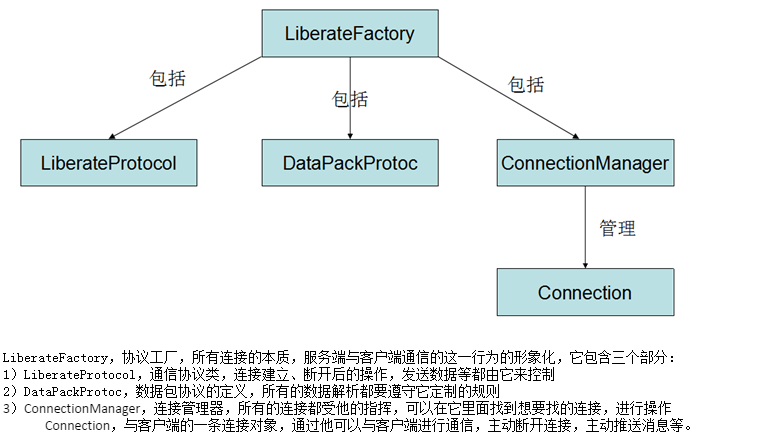 LiberateFactory
包括
包括
包括
LiberateProtocol
DataPackProtoc
ConnectionManager
管理
Connection
LiberateFactory，协议工厂，所有连接的本质，服务端与客户端通信的这一行为的形象化，它包含三个部分：
1）LiberateProtocol，通信协议类，连接建立、断开后的操作，发送数据等都由它来控制
2）DataPackProtoc，数据包协议的定义，所有的数据解析都要遵守它定制的规则
3）ConnectionManager，连接管理器，所有的连接都受他的指挥，可以在它里面找到想要找的连接，进行操作
Connection，与客户端的一条连接对象，通过他可以与客户端进行通信，主动断开连接，主动推送消息等。